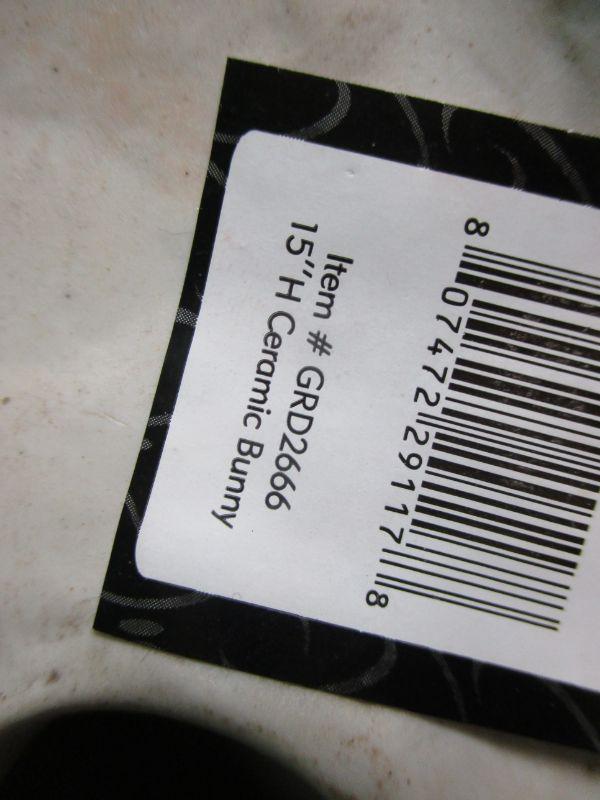 8 07472 29117 8
Item # GRD2666
15"H Ceramic Bunny